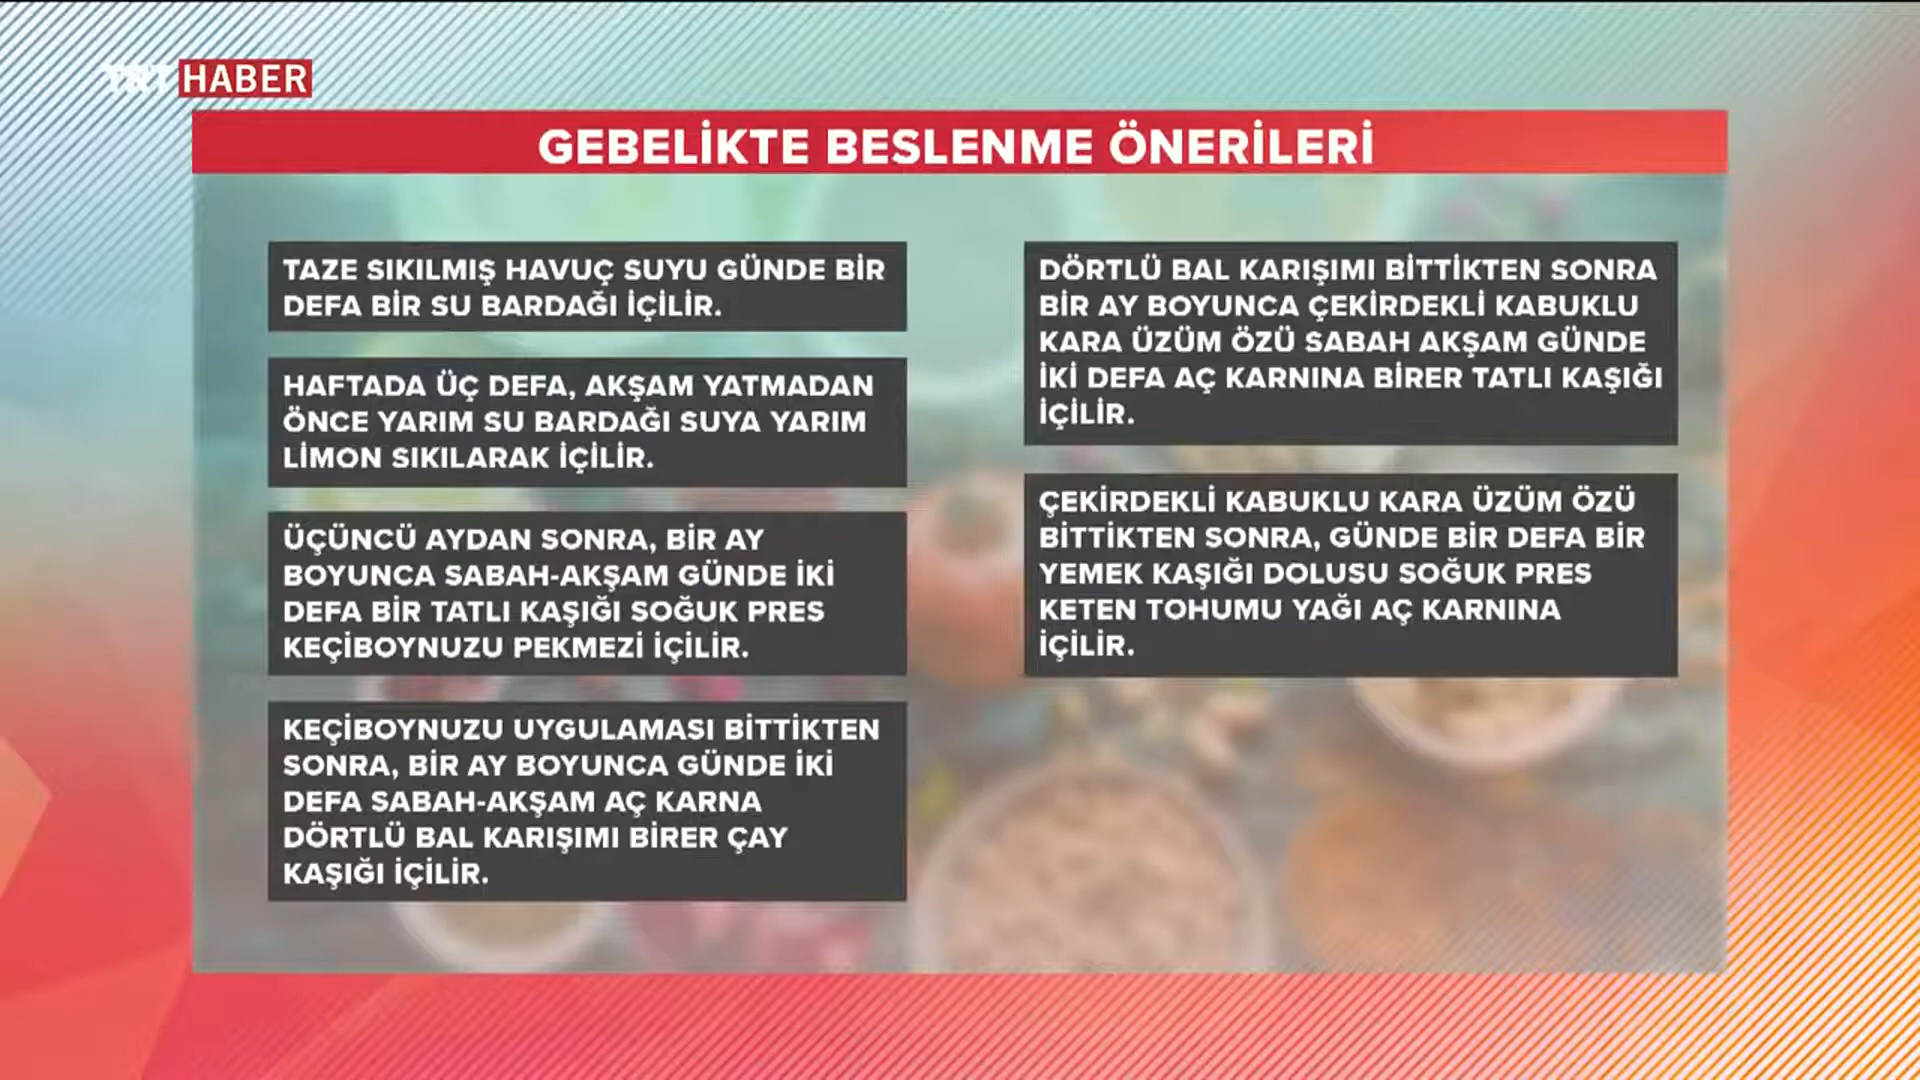 TRT HABER
GEBELİKTE BESLENME ÖNERİLERİ
TAZE SIKILMIŞ HAVUÇ SUYU GÜNDE BİR
DEFA BİR SU BARDAĞI İÇİLİR.
HAFTADA ÜÇ DEFA, AKŞAM YATMADAN
ÖNCE YARIM SU BARDAĞI SUYA YARIM
LİMON SIKILARAK İÇİLİR.
ÜÇÜNCÜ AYDAN SONRA, BİR AY
BOYUNCA SABAH-AKŞAM GÜNDE İKİ
DEFA BİR TATLI KAŞIĞI SOĞUK PRES
KEÇİBOYNUZU PEKMEZİ İÇİLİR.
KEÇİBOYNUZU UYGULAMASI BİTTİKTEN
SONRA, BİR AY BOYUNCA GÜNDE İKİ
DEFA SABAH-AKŞAM AÇ KARNA
DÖRTLÜ BAL KARIŞIMI BİRER ÇAY
KAŞIĞI İÇİLİR.
DÖRTLÜ BAL KARIŞIMI BİTTİKTEN SONRA
BİR AY BOYUNCA ÇEKİRDEKLİ KABUKLU
KARA ÜZÜM ÖZÜ SABAH AKŞAM GÜNDE
İKİ DEFA AÇ KARNINA BİRER TATLI KAŞIĞI
İÇİLİR.
ÇEKİRDEKLİ KABUKLU KARA ÜZÜM ÖZÜ
BİTTİKTEN SONRA, GÜNDE BİR DEFA BİR
YEMEK KAŞIĞI DOLUSU SOĞUK PRES
KETEN TOHUMU YAĞI AÇ KARNINA
İÇİLİR.